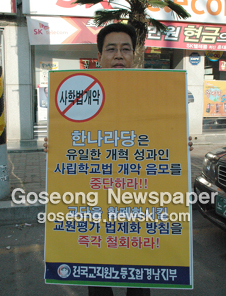 SK
현금의
사학법개악
한나라당은
유일한 개혁 성과인
사립학교법 개악 음모를
중단하라!!
Goseong Newspaper
goseong.newsk.com
교원평가 법제화 방침을
즉각 철회하라!
전국교직원노동조합경남지부